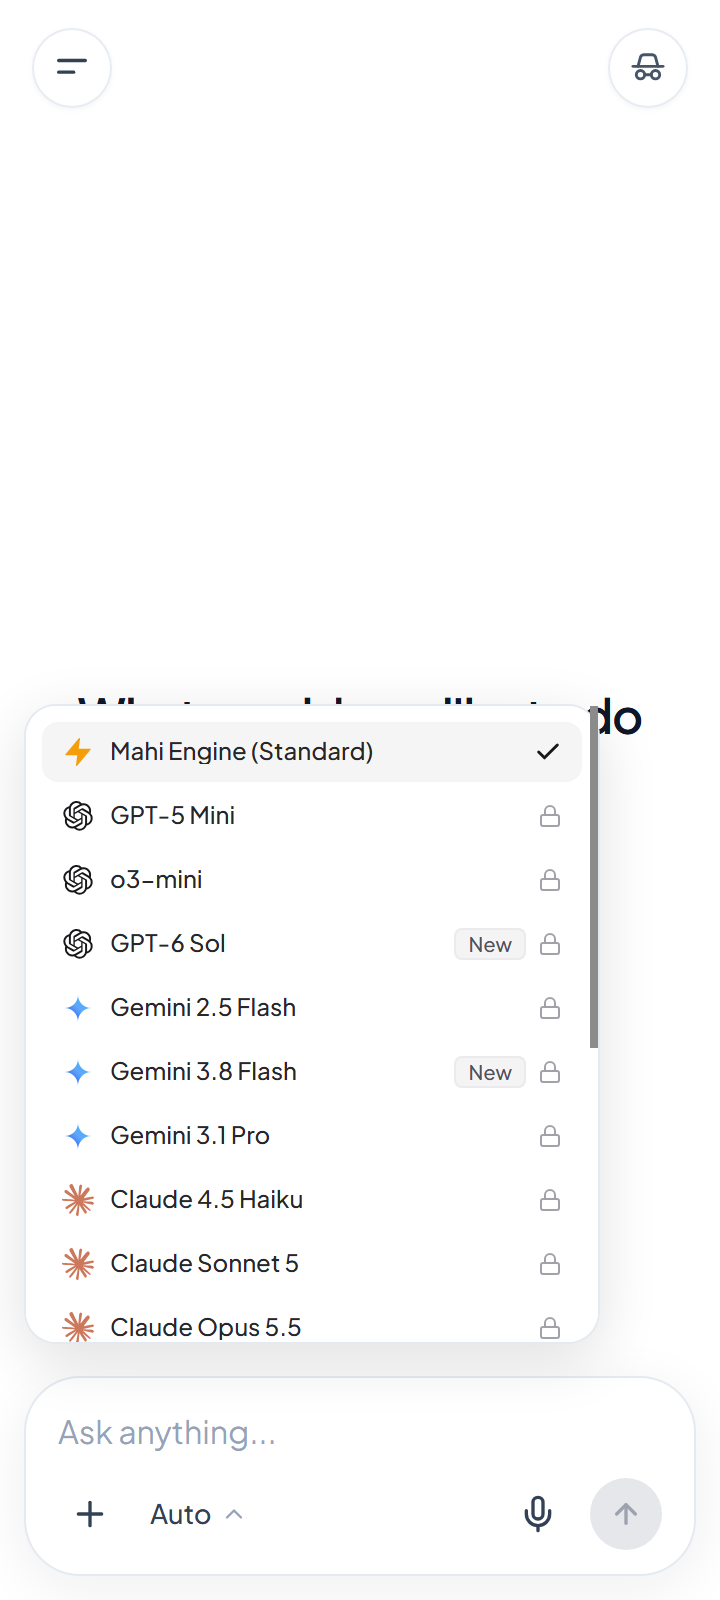 do
Mahi Engine (Standard)
GPT-5 Mini
o3-mini
GPT-6 Sol New
Gemini 2.5 Flash
Gemini 3.8 Flash New
Gemini 3.1 Pro
Claude 4.5 Haiku
Claude Sonnet 5
Claude Opus 5.5
Ask anything...
Auto